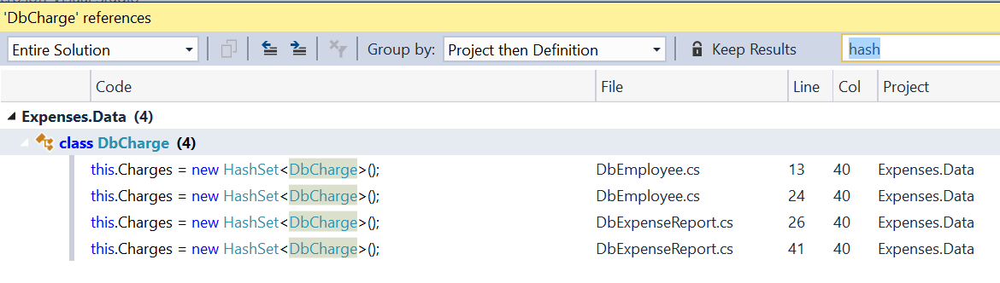 'DbCharge' references
Entire Solution Group by: Project then Definition Keep Results hash
Code File Line Col Project
Expenses.Data (4)
class DbCharge (4)
this.Charges = new HashSet<DbCharge>(); DbEmployee.cs 13 40 Expenses.Data
this.Charges = new HashSet<DbCharge>(); DbEmployee.cs 24 40 Expenses.Data
this.Charges = new HashSet<DbCharge>(); DbExpenseReport.cs 26 40 Expenses.Data
this.Charges = new HashSet<DbCharge>(); DbExpenseReport.cs 41 40 Expenses.Data